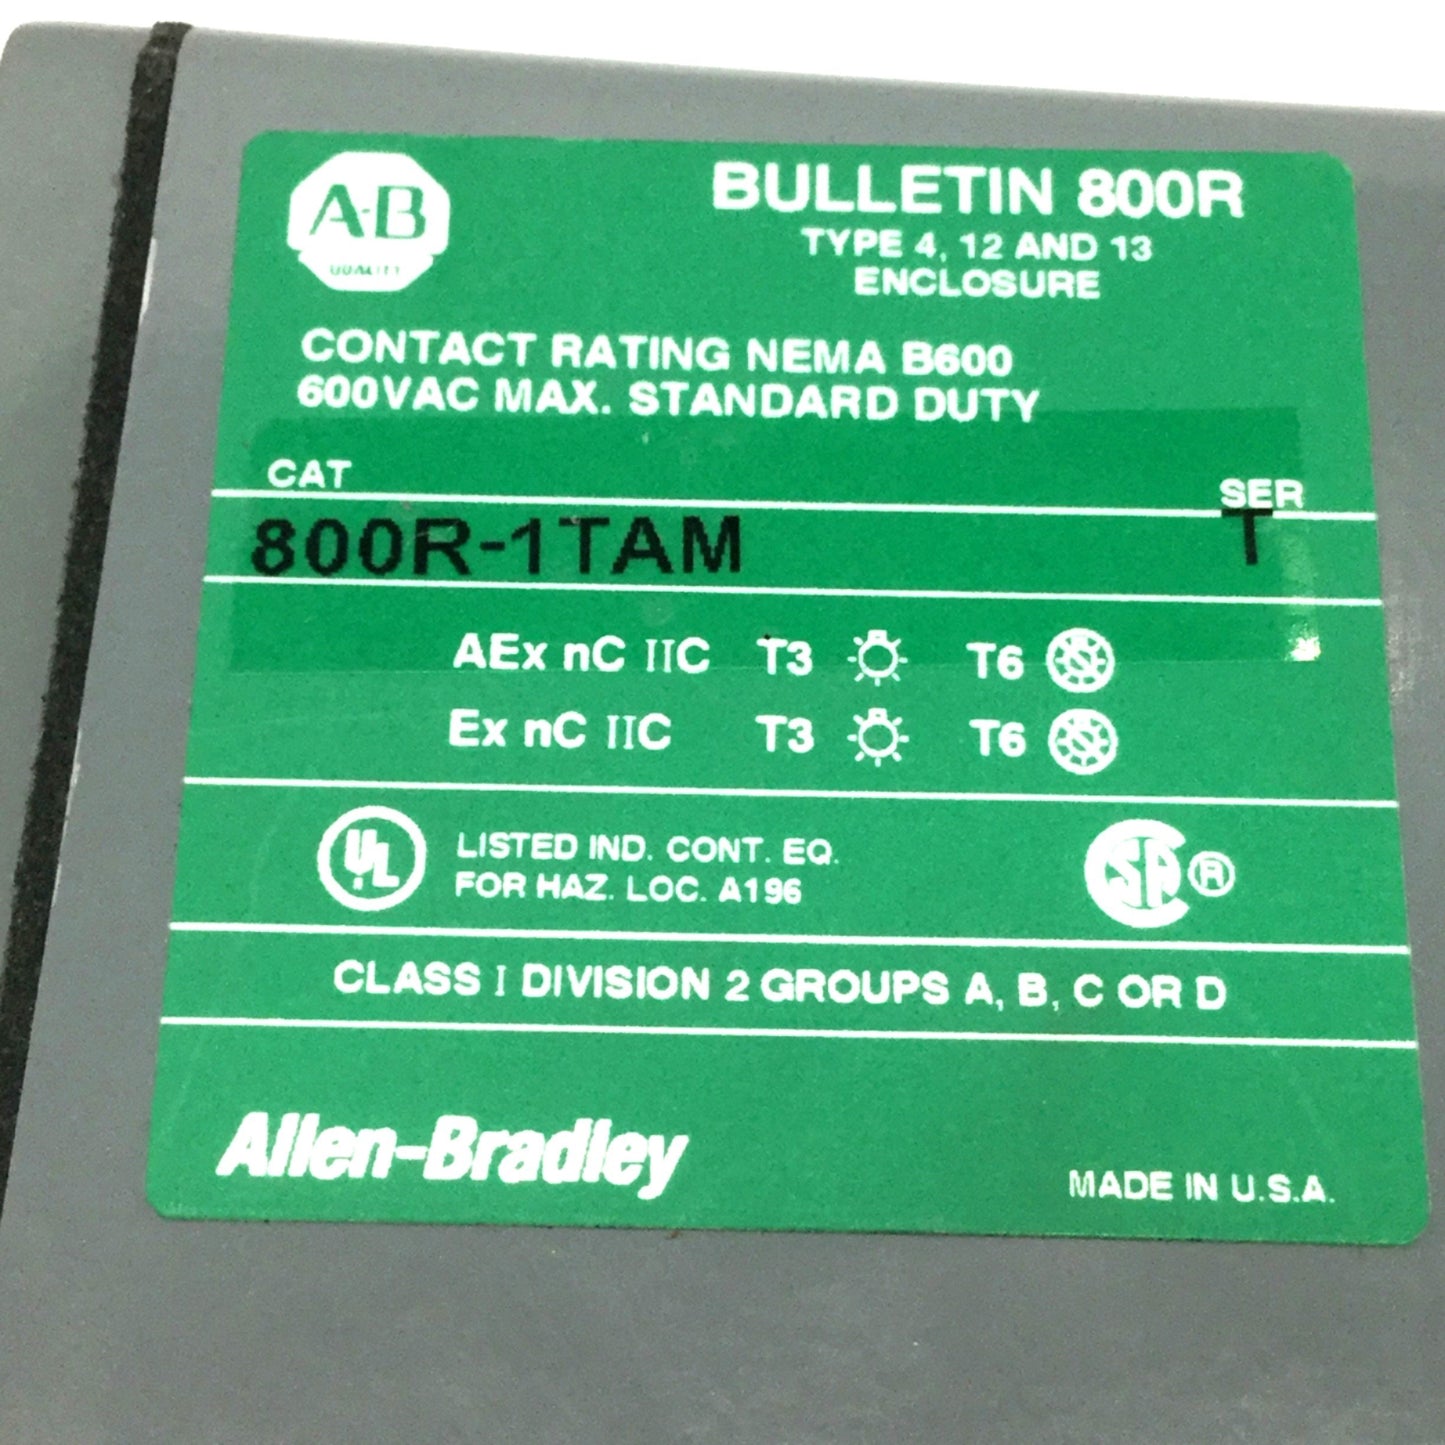 A-B
QUALITY
BULLETIN 800R
TYPE 4, 12 AND 13
ENCLOSURE
CONTACT RATING NEMA B600
600VAC MAX. STANDARD DUTY
CAT SER
800R-1TAM T
AEx nC IIC T3 T6
Ex nC IIC T3 T6
UL LISTED IND. CONT. EQ.
FOR HAZ. LOC. A196
SA ®
CLASS I DIVISION 2 GROUPS A, B, C OR D
Allen-Bradley
MADE IN U.S.A.